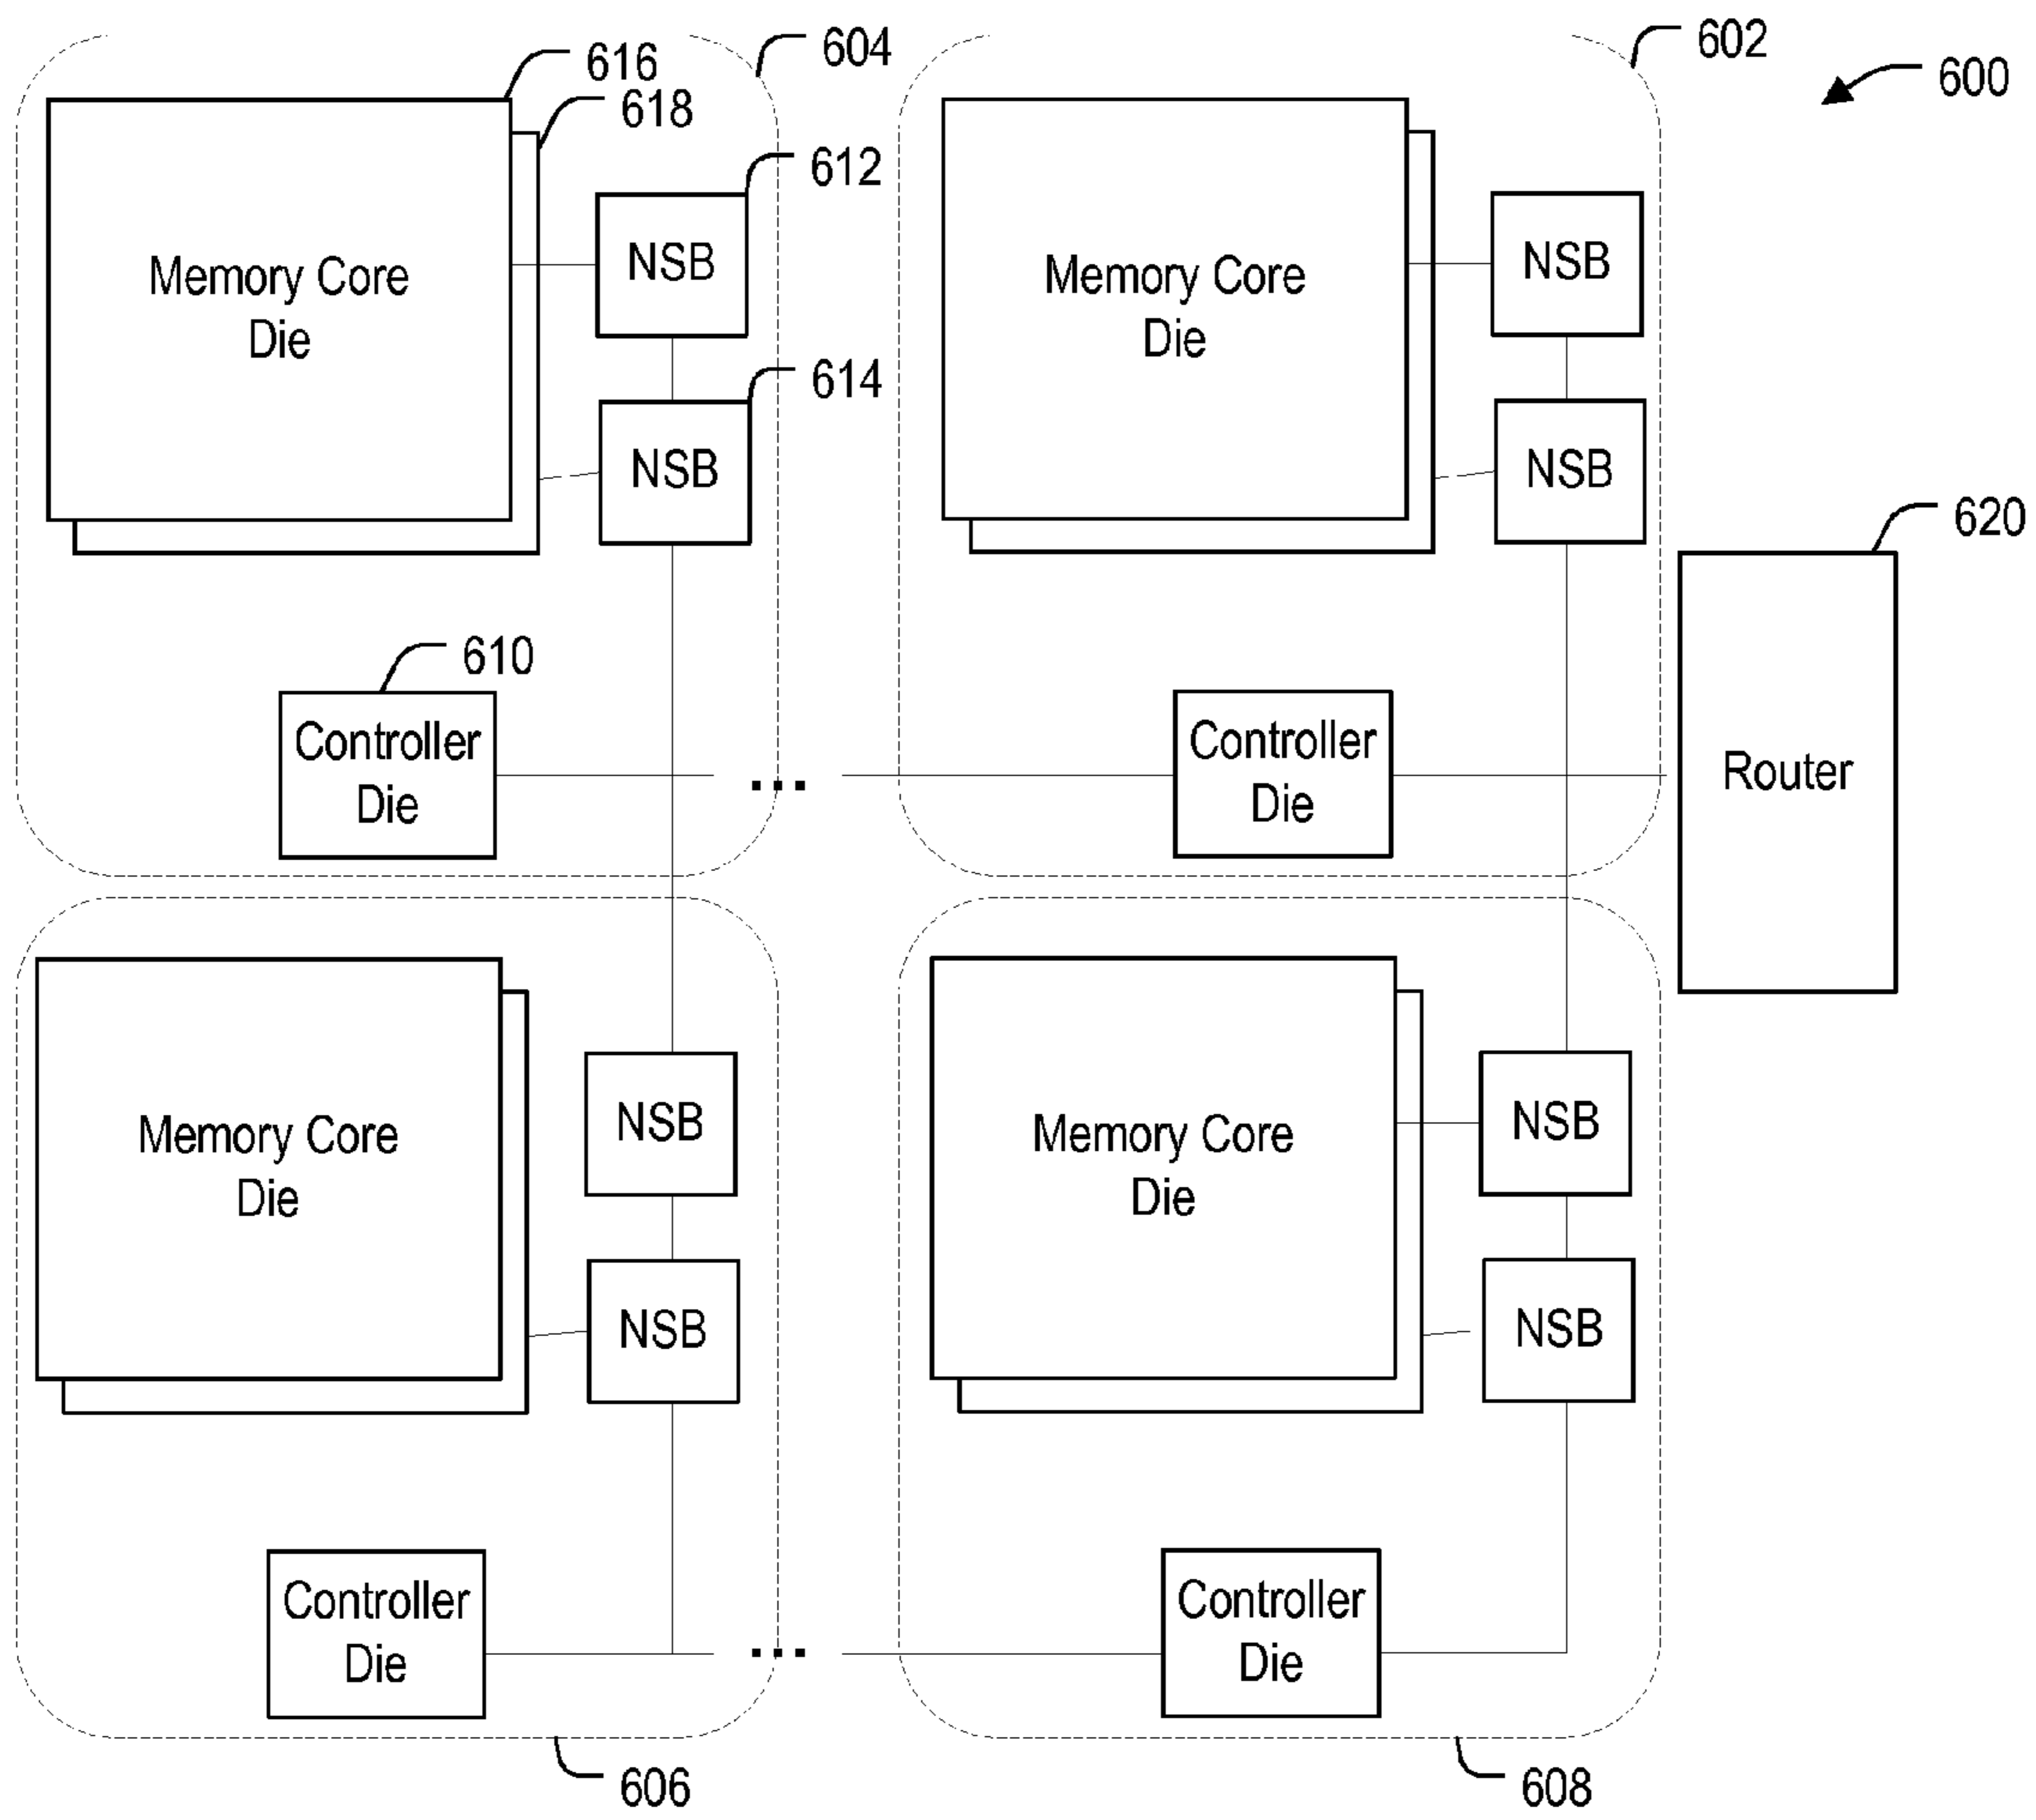 604
602
600
616
618
612
Memory Core
Die
NSB
Memory Core
Die
NSB
614
NSB
NSB
620
610
Controller
Die
...
Controller
Die
Router
Memory Core
Die
NSB
Memory Core
Die
NSB
NSB
NSB
Controller
Die
...
Controller
Die
606
608